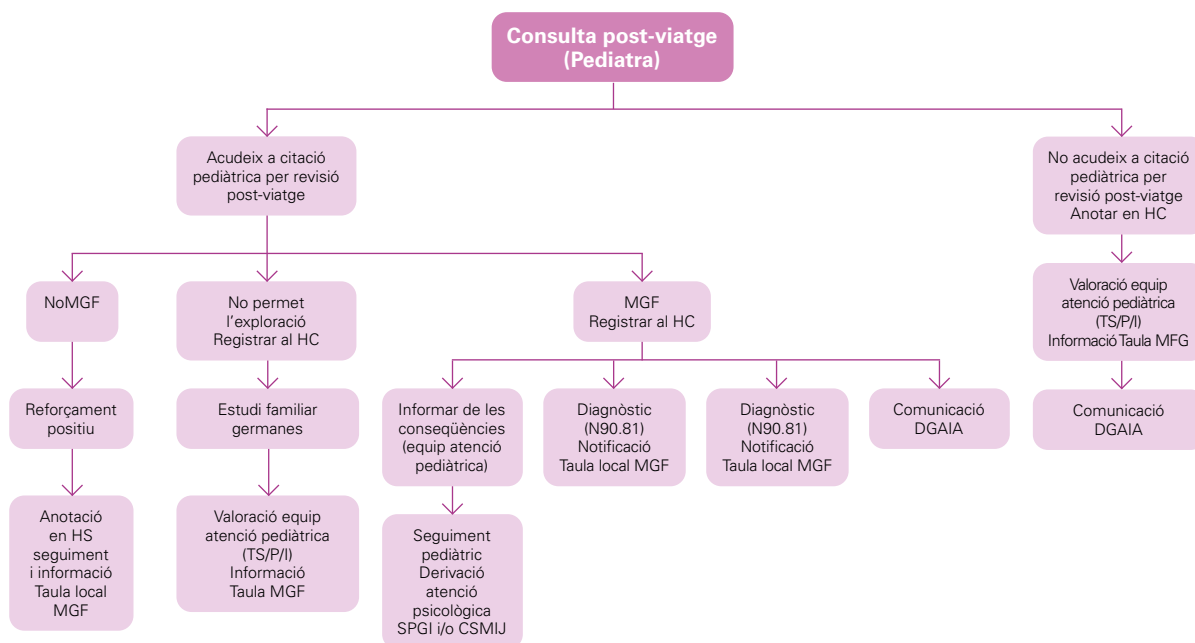 Consulta post-viatge
(Pediatra)
Acudeix a citació
pediàtrica per revisió
post-viatge
No acudeix a citació
pediàtrica per
revisió post-viatge
Anotar en HC
NoMGF
No permet
l'exploració
Registrar al HC
MGF
Registrar al HC
Valoració equip
atenció pediàtrica
(TS/P/I)
Informació Taula MFG
Reforçament
positiu
Estudi familiar
germanes
Informar de les
conseqüències
(equip atenció
pediàtrica)
Diagnòstic
(N90.81)
Notificació
Taula local MGF
Diagnòstic
(N90.81)
Notificació
Taula local MGF
Comunicació
DGAIA
Comunicació
DGAIA
Anotació
en HS
seguiment
i informació
Taula local
MGF
Valoració equip
atenció pediàtrica
(TS/P/I)
Informació
Taula MGF
Seguiment
pediàtric
Derivació
atenció
psicològica
SPGI i/o CSMIJ